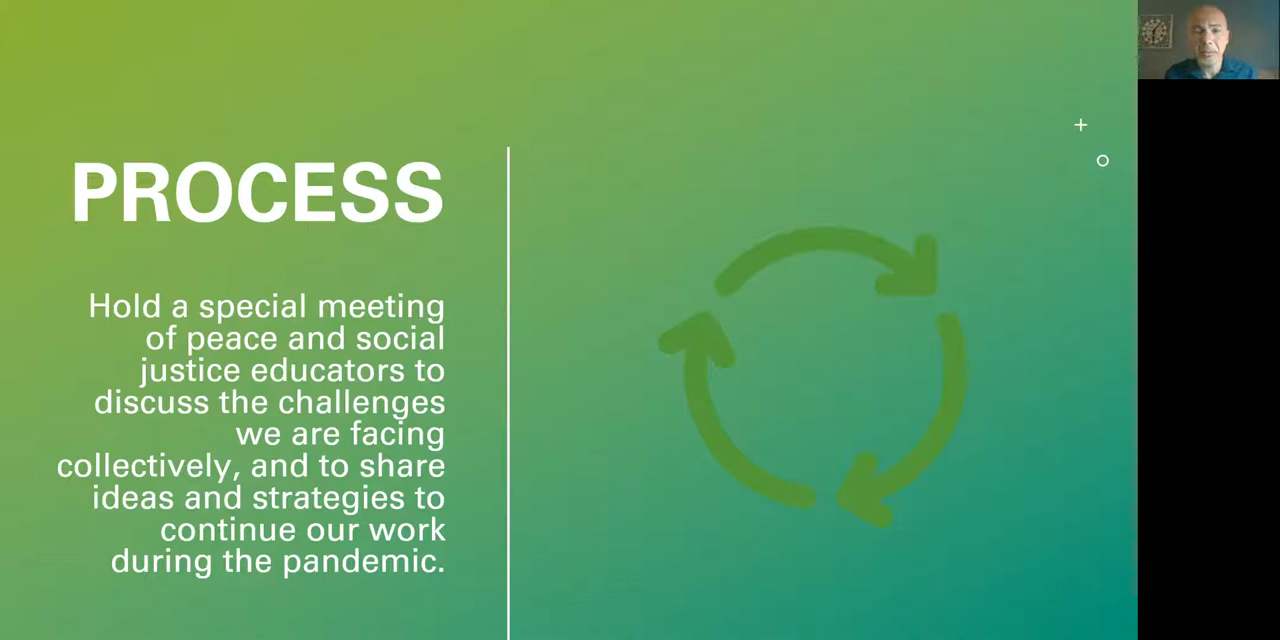 PROCESS
Hold a special meeting
of peace and social
justice educators to
discuss the challenges
we are facing
collectively, and to share
ideas and strategies to
continue our work
during the pandemic.